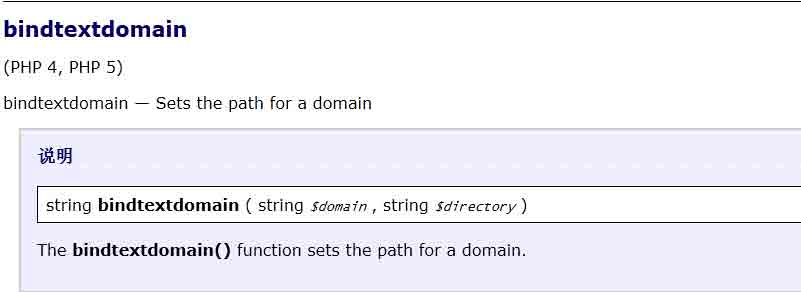 bindtextdomain
(PHP 4, PHP 5)
bindtextdomain — Sets the path for a domain
说明
string bindtextdomain ( string $domain , string $directory )
The bindtextdomain() function sets the path for a domain.